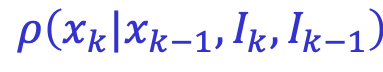 ρ(x_k|x_{k−1}, I_k, I_{k−1})